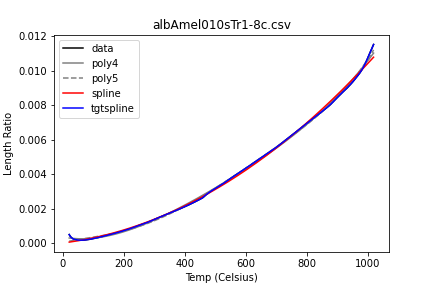 albAmel010sTr1-8c.csv
data
poly4
poly5
spline
tgtspline
0.012
0.010
0.008
0.006
0.004
0.002
0.000
Length Ratio
0 200 400 600 800 1000
Temp (Celsius)